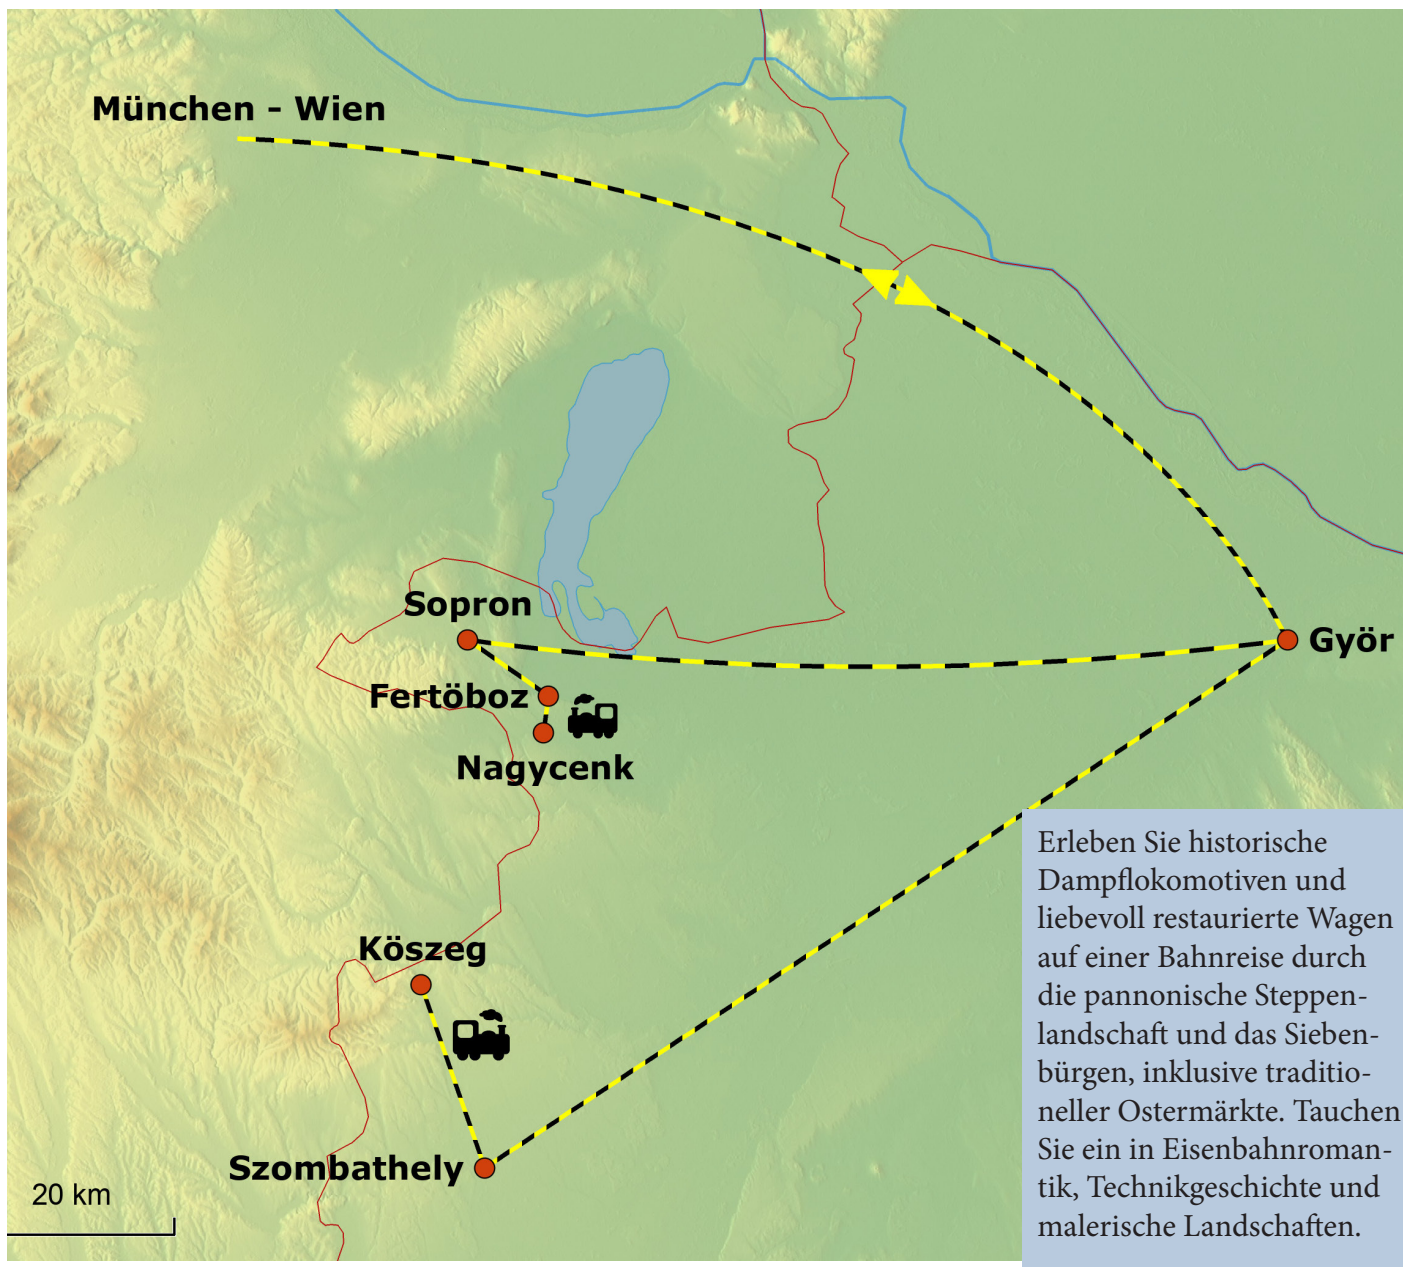 München - Wien
Sopron
Györ
Fertöboz
Nagycenk
Erleben Sie historische
Dampflokomotiven und
liebevoll restaurierte Wagen
auf einer Bahnreise durch
die pannonische Steppen-
landschaft und das Sieben-
bürgen, inklusive traditio-
neller Ostermärkte. Tauchen
Sie ein in Eisenbahnroman-
tik, Technikgeschichte und
malerische Landschaften.
Köszeg
Szombathely
20 km